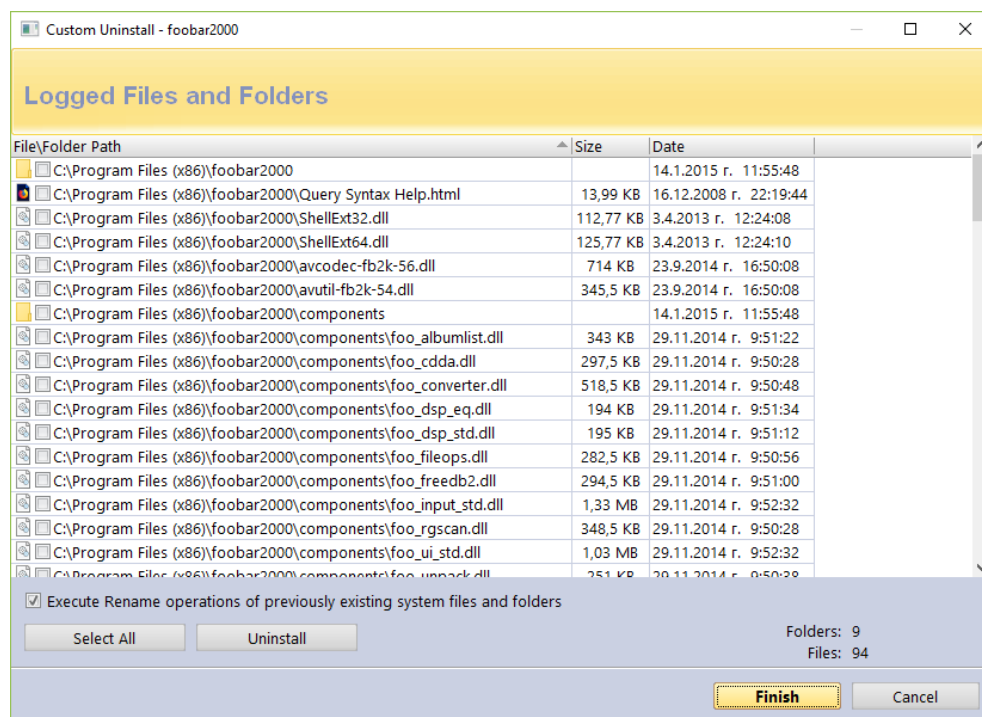 Custom Uninstall - foobar2000
Logged Files and Folders
File\Folder Path Size Date
C:\Program Files (x86)\foobar2000 14.1.2015 г. 11:55:48
C:\Program Files (x86)\foobar2000\Query Syntax Help.html 13,99 KB 16.12.2008 г. 22:19:44
C:\Program Files (x86)\foobar2000\ShellExt32.dll 112,77 KB 3.4.2013 г. 12:24:08
C:\Program Files (x86)\foobar2000\ShellExt64.dll 125,77 KB 3.4.2013 г. 12:24:10
C:\Program Files (x86)\foobar2000\avcodec-fb2k-56.dll 714 KB 23.9.2014 г. 16:50:08
C:\Program Files (x86)\foobar2000\avutil-fb2k-54.dll 345,5 KB 23.9.2014 г. 16:50:08
C:\Program Files (x86)\foobar2000\components 14.1.2015 г. 11:55:48
C:\Program Files (x86)\foobar2000\components\foo_albumlist.dll 343 KB 29.11.2014 г. 9:51:22
C:\Program Files (x86)\foobar2000\components\foo_cdda.dll 297,5 KB 29.11.2014 г. 9:50:28
C:\Program Files (x86)\foobar2000\components\foo_converter.dll 518,5 KB 29.11.2014 г. 9:50:48
C:\Program Files (x86)\foobar2000\components\foo_dsp_eq.dll 194 KB 29.11.2014 г. 9:51:34
C:\Program Files (x86)\foobar2000\components\foo_dsp_std.dll 195 KB 29.11.2014 г. 9:51:12
C:\Program Files (x86)\foobar2000\components\foo_fileops.dll 282,5 KB 29.11.2014 г. 9:50:56
C:\Program Files (x86)\foobar2000\components\foo_freedb2.dll 294,5 KB 29.11.2014 г. 9:51:00
C:\Program Files (x86)\foobar2000\components\foo_input_std.dll 1,33 MB 29.11.2014 г. 9:52:32
C:\Program Files (x86)\foobar2000\components\foo_rgscan.dll 348,5 KB 29.11.2014 г. 9:50:28
C:\Program Files (x86)\foobar2000\components\foo_ui_std.dll 1,03 MB 29.11.2014 г. 9:52:32
C:\Program Files (x86)\foobar2000\components\foo_unpack.dll 251 KB 29.11.2014 г. 9:50:38
Execute Rename operations of previously existing system files and folders
Select All Uninstall Folders: 9
Files: 94
Finish Cancel